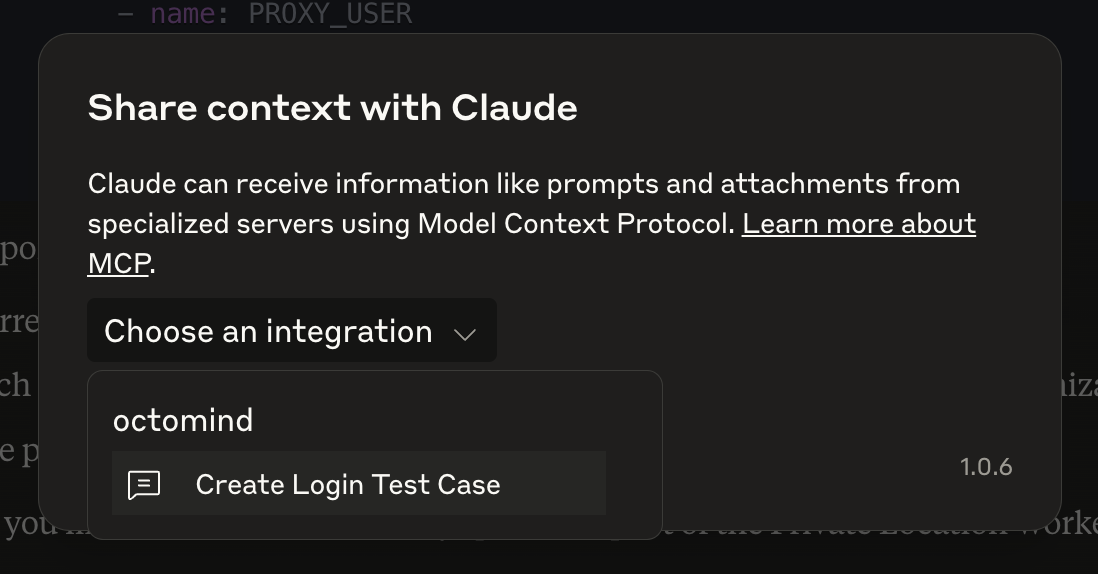 – name: PROXY_USER
Share context with Claude
Claude can receive information like prompts and attachments from
specialized servers using Model Context Protocol. Learn more about
MCP.
po
rre
Choose an integration
ch
niza
octomind
e p
1.0.6
Create Login Test Case
you
of the Private Location Worke